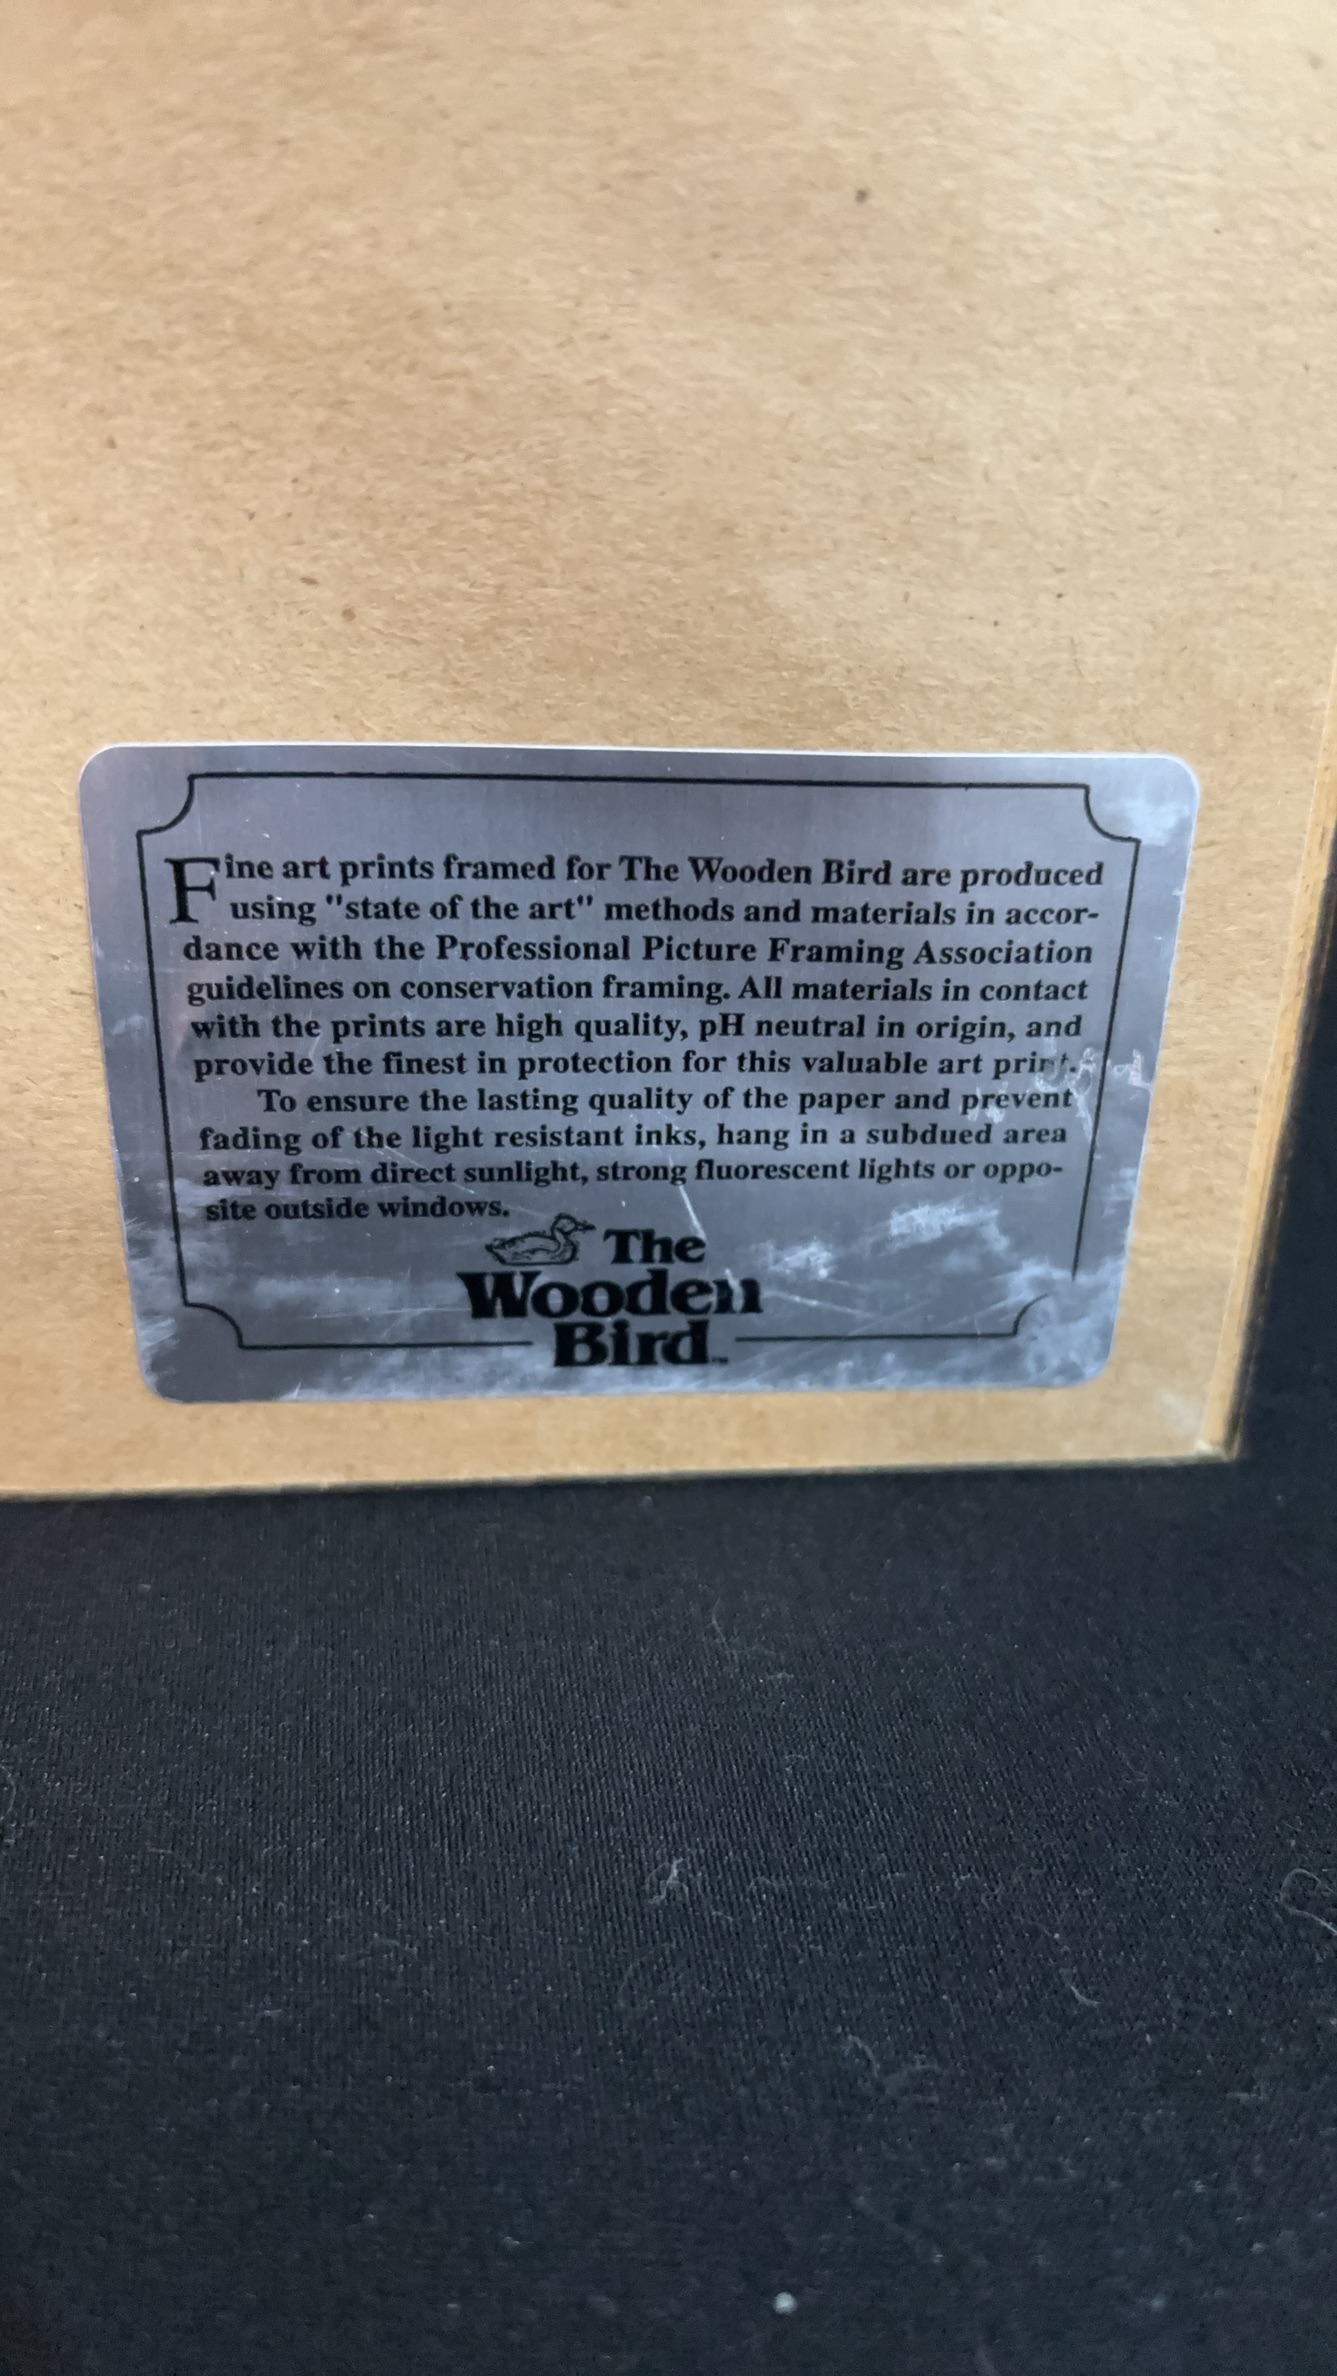 Fine art prints framed for The Wooden Bird are produced
using "state of the art" methods and materials in accor-
dance with the Professional Picture Framing Association
guidelines on conservation framing. All materials in contact
with the prints are high quality, pH neutral in origin, and
provide the finest in protection for this valuable art print.
To ensure the lasting quality of the paper and prevent
fading of the light resistant inks, hang in a subdued area
away from direct sunlight, strong fluorescent lights or oppo-
site outside windows.
The
Wooden
Bird™